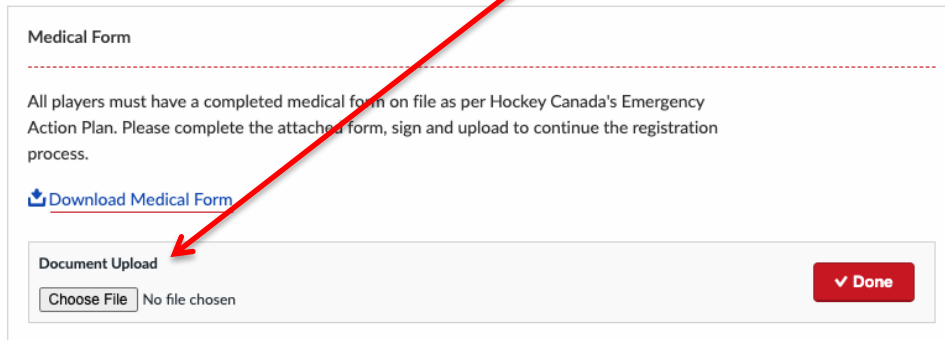 Medical Form
All players must have a completed medical form on file as per Hockey Canada's Emergency
Action Plan. Please complete the attached form, sign and upload to continue the registration
process.
Download Medical Form
Document Upload
Choose File No file chosen
Done